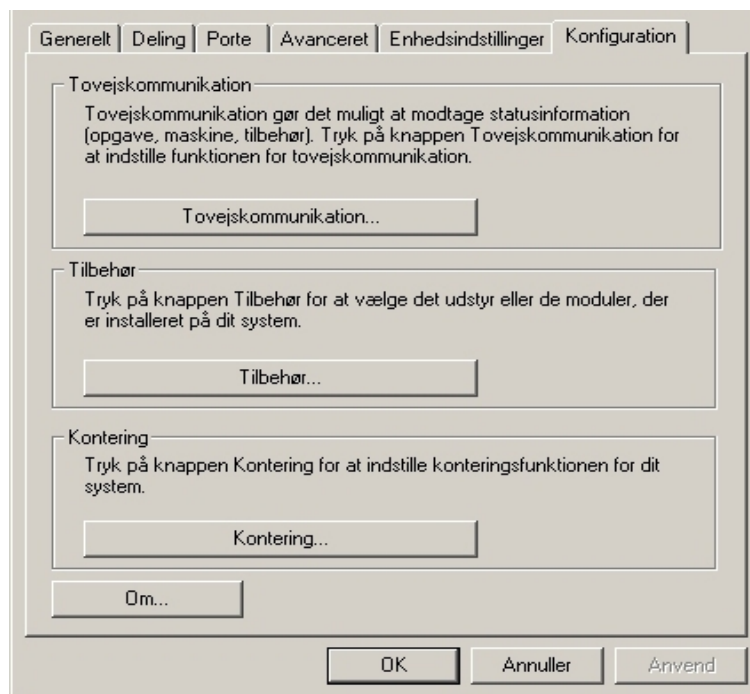 Generelt Deling Porte Avanceret Enhedsindstillinger Konfiguration
Tovejskommunikation
Tovejskommunikation gør det muligt at modtage statusinformation
(opgave, maskine, tilbehør). Tryk på knappen Tovejskommunikation for
at indstille funktionen for tovejskommunikation.
Tovejskommunikation...
Tilbehør
Tryk på knappen Tilbehør for at vælge det udstyr eller de moduler, der
er installeret på dit system.
Tilbehør...
Kontering
Tryk på knappen Kontering for at indstille konteringsfunktionen for dit
system.
Kontering...
Om...
OK Annuller Anvend